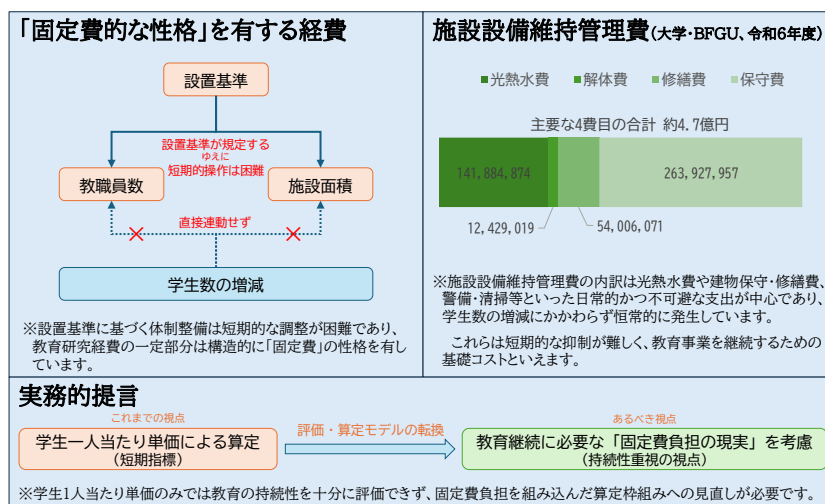 「固定費的な性格」を有する経費
設置基準
設置基準が規定する
ゆえに
短期的操作は困難
教職員数
施設面積
直接連動せず
学生数の増減
※設置基準に基づく体制整備は短期的な調整が困難であり、
教育研究経費の一定部分は構造的に「固定費」の性格を有し
ています。
施設設備維持管理費(大学・BFGU、令和6年度)
■光熱水費 ■解体費 ■修繕費 ■保守費
主要な4費目の合計 約4.7億円
141,884,874
263,927,957
12,429,019
54,006,071
※施設設備維持管理費の内訳は光熱水費や建物保守・修繕費、
警備・清掃等といった日常的かつ不可避な支出が中心であり、
学生数の増減にかかわらず恒常的に発生しています。
これらは短期的な抑制が難しく、教育事業を継続するための
基礎コストといえます。
実務的提言
これまでの視点
学生一人当たり単価による算定
(短期指標)
評価・算定モデルの転換
あるべき視点
教育継続に必要な「固定費負担の現実」を考慮
(持続性重視の視点)
※学生1人当たり単価のみでは教育の持続性を十分に評価できず、固定費負担を組み込んだ算定枠組みへの見直しが必要です。